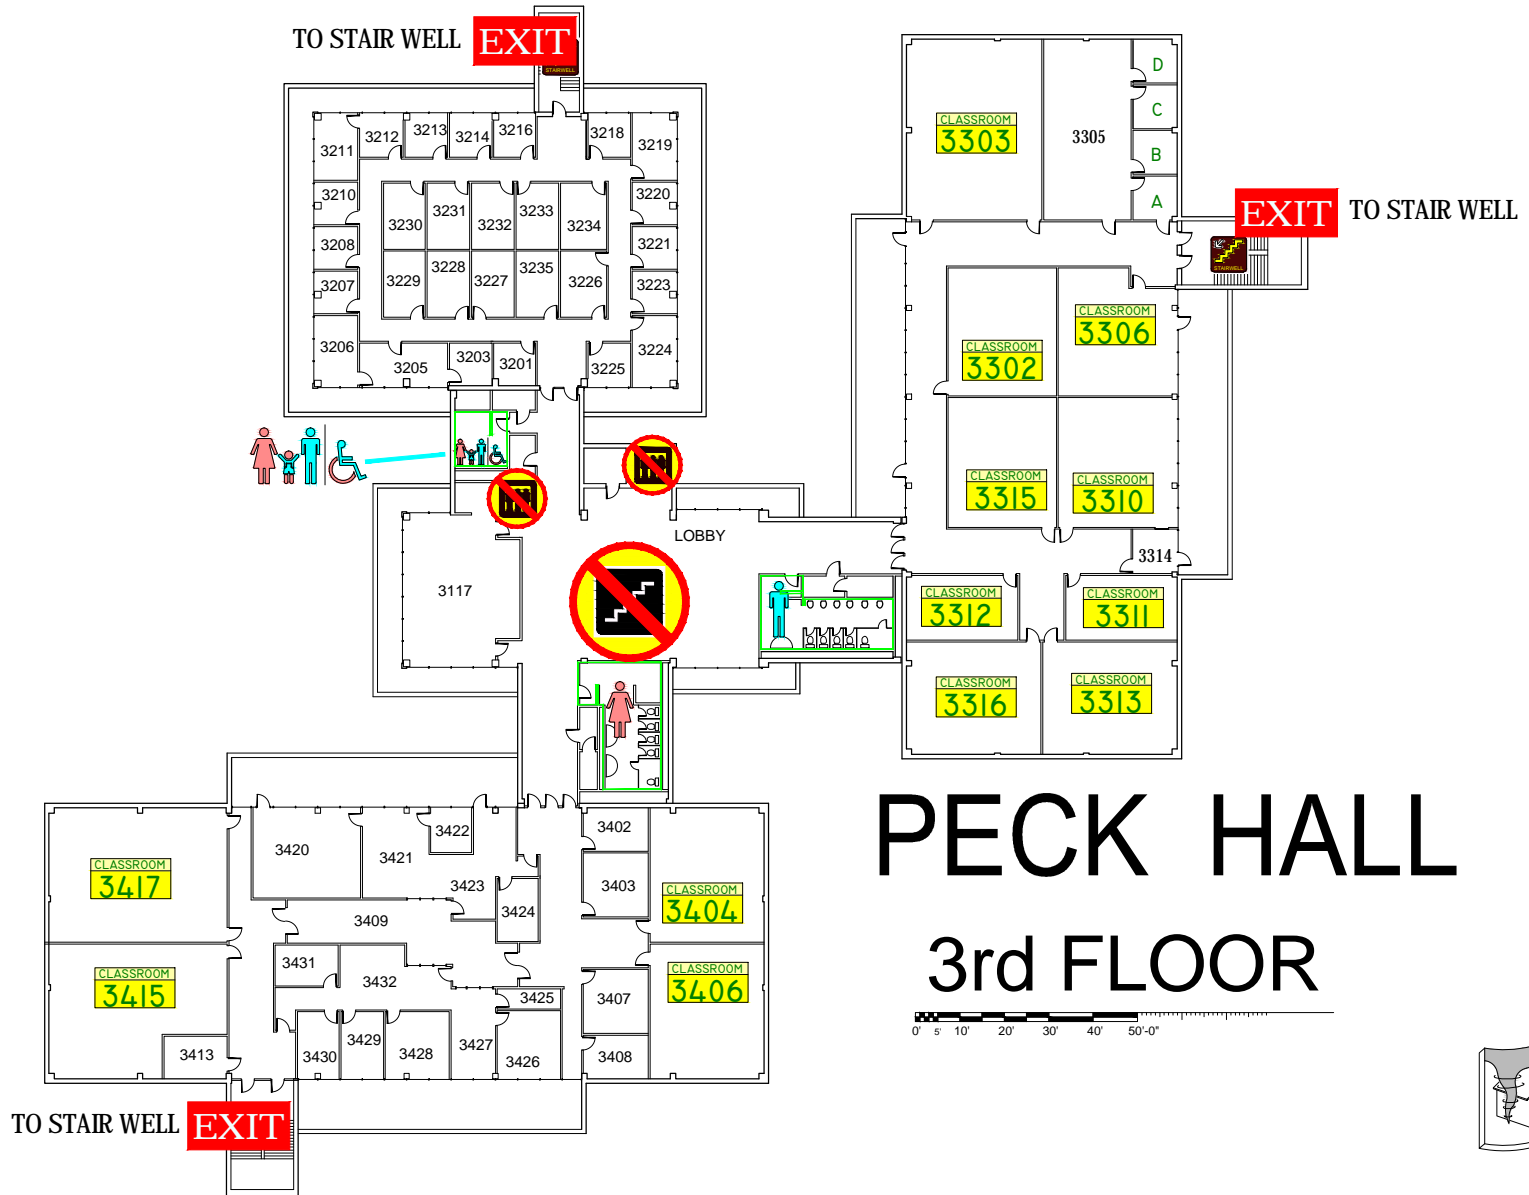 TO STAIR WELL EXIT
STAIRWELL
3211
3212
3213
3214
3216
3218
3219
3210
3230
3231
3232
3233
3234
3220
3208
3221
3207
3229
3228
3227
3235
3226
3223
3206
3205
3203
3201
3225
3224
CLASSROOM
3303
3305
D
C
B
A
EXIT TO STAIR WELL
STAIRWELL
CLASSROOM
3306
CLASSROOM
3302
CLASSROOM
3315
CLASSROOM
3310
3314
CLASSROOM
3312
CLASSROOM
3311
CLASSROOM
3316
CLASSROOM
3313
LOBBY
3117
CLASSROOM
3417
3420
3421
3422
3423
3424
3402
3403
CLASSROOM
3404
3409
CLASSROOM
3415
3431
3432
3425
3407
CLASSROOM
3406
3413
3430
3429
3428
3427
3426
3408
TO STAIR WELL EXIT
PECK HALL
3rd FLOOR
0' 5' 10' 20' 30' 40' 50'-0"